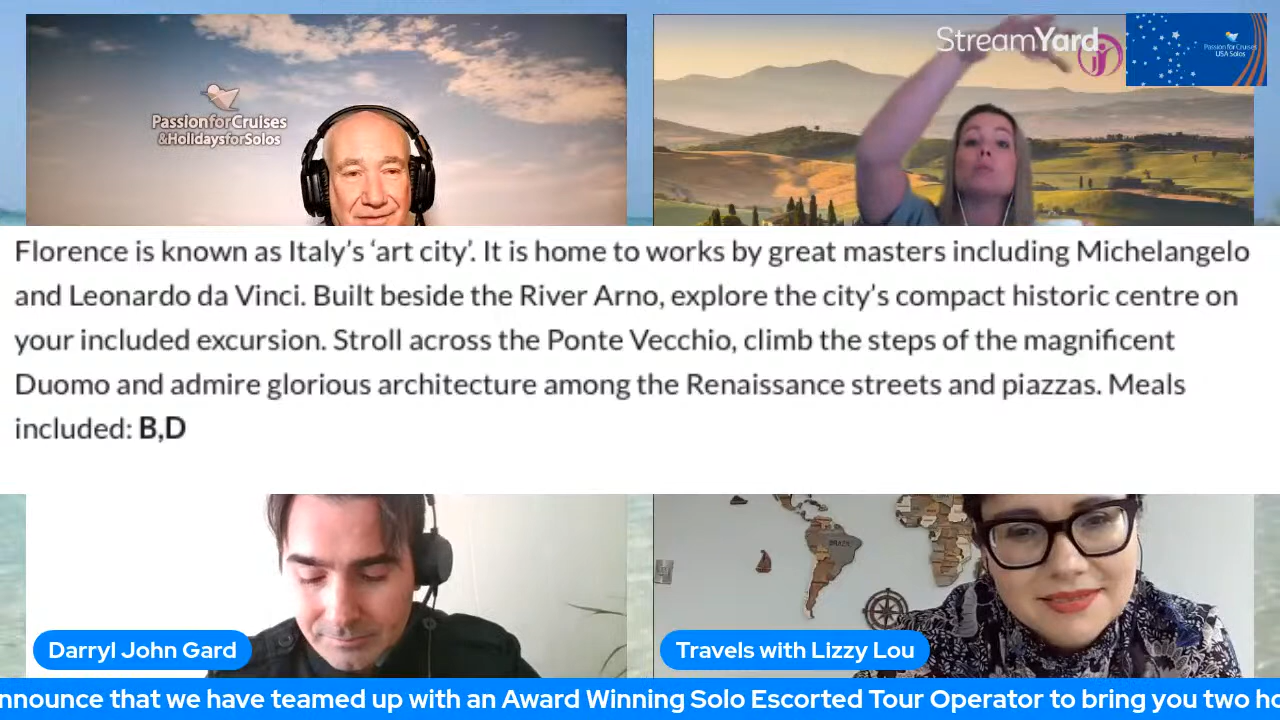 StreamYard
Passion for Cruises
USA Solos
PassionforCruises
&HolidaysforSolos
Florence is known as Italy’s ‘art city’. It is home to works by great masters including Michelangelo
and Leonardo da Vinci. Built beside the River Arno, explore the city’s compact historic centre on
your included excursion. Stroll across the Ponte Vecchio, climb the steps of the magnificent
Duomo and admire glorious architecture among the Renaissance streets and piazzas. Meals
included: B,D
BRAZIL
Darryl John Gard
Travels with Lizzy Lou
nnounce that we have teamed up with an Award Winning Solo Escorted Tour Operator to bring you two ho